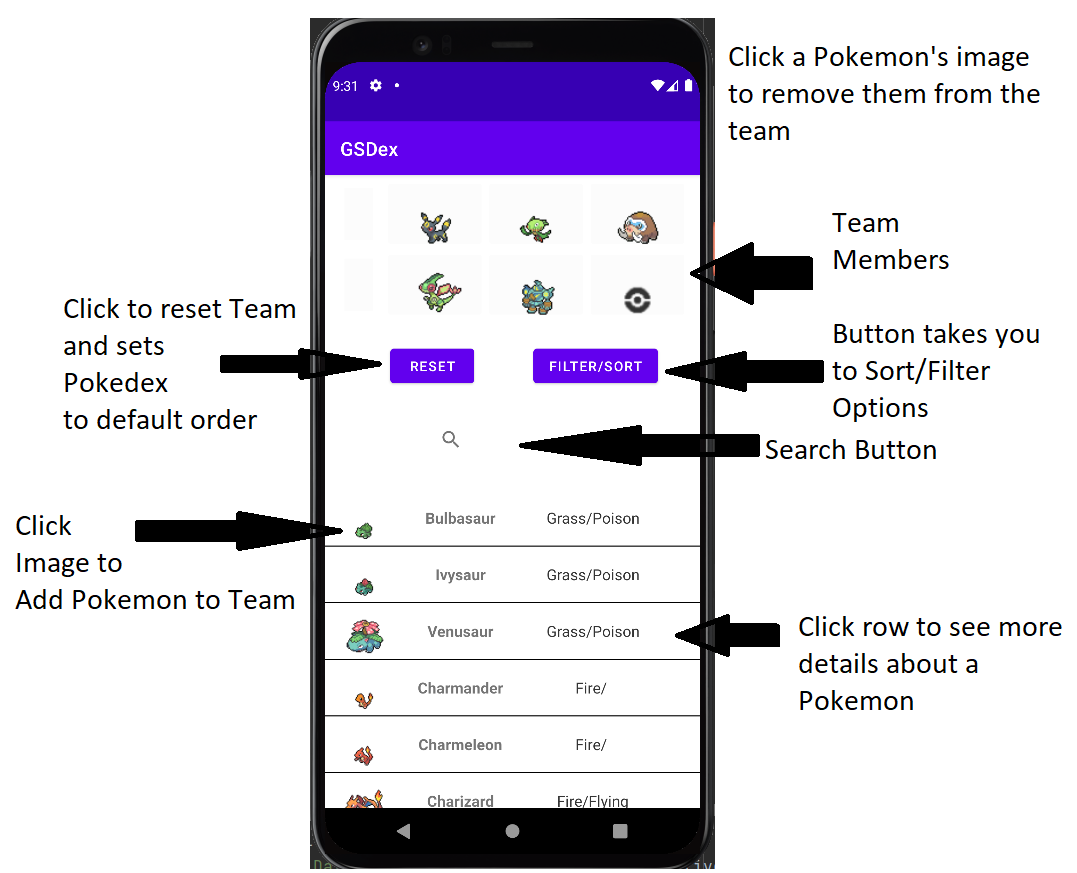 Click a Pokemon's image
to remove them from the
team
9:31
GSDex
Team
Members
Click to reset Team
and sets
Pokedex
to default order
RESET
FILTER/SORT
Button takes you
to Sort/Filter
Options
Search Button
Click
Image to
Add Pokemon to Team
Bulbasaur Grass/Poison
Ivysaur Grass/Poison
Venusaur Grass/Poison
Click row to see more
details about a
Pokemon
Charmander Fire/
Charmeleon Fire/
Charizard Fire/Flying
Da